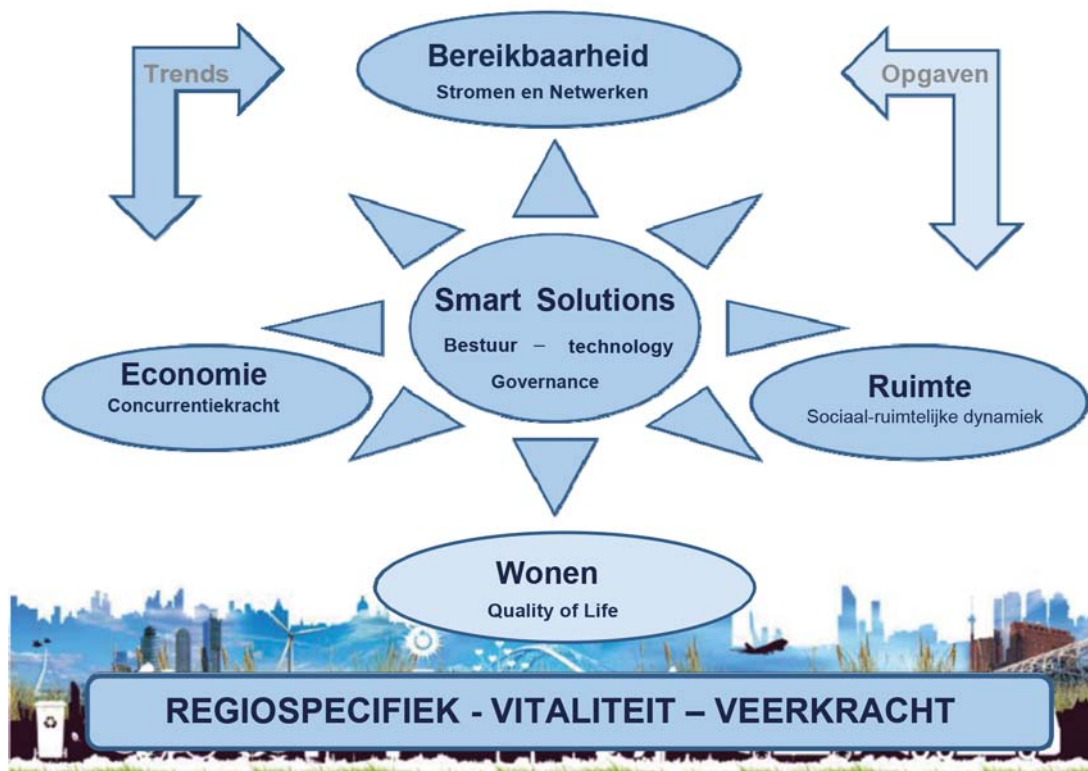 Bereikbaarheid
Stromen en Netwerken
Trends
Opgaven
Smart Solutions
Bestuur – technology
Governance
Economie
Concurrentiekracht
Ruimte
Sociaal-ruimtelijke dynamiek
Wonen
Quality of Life
REGIOSPECIFIEK - VITALITEIT – VEERKRACHT